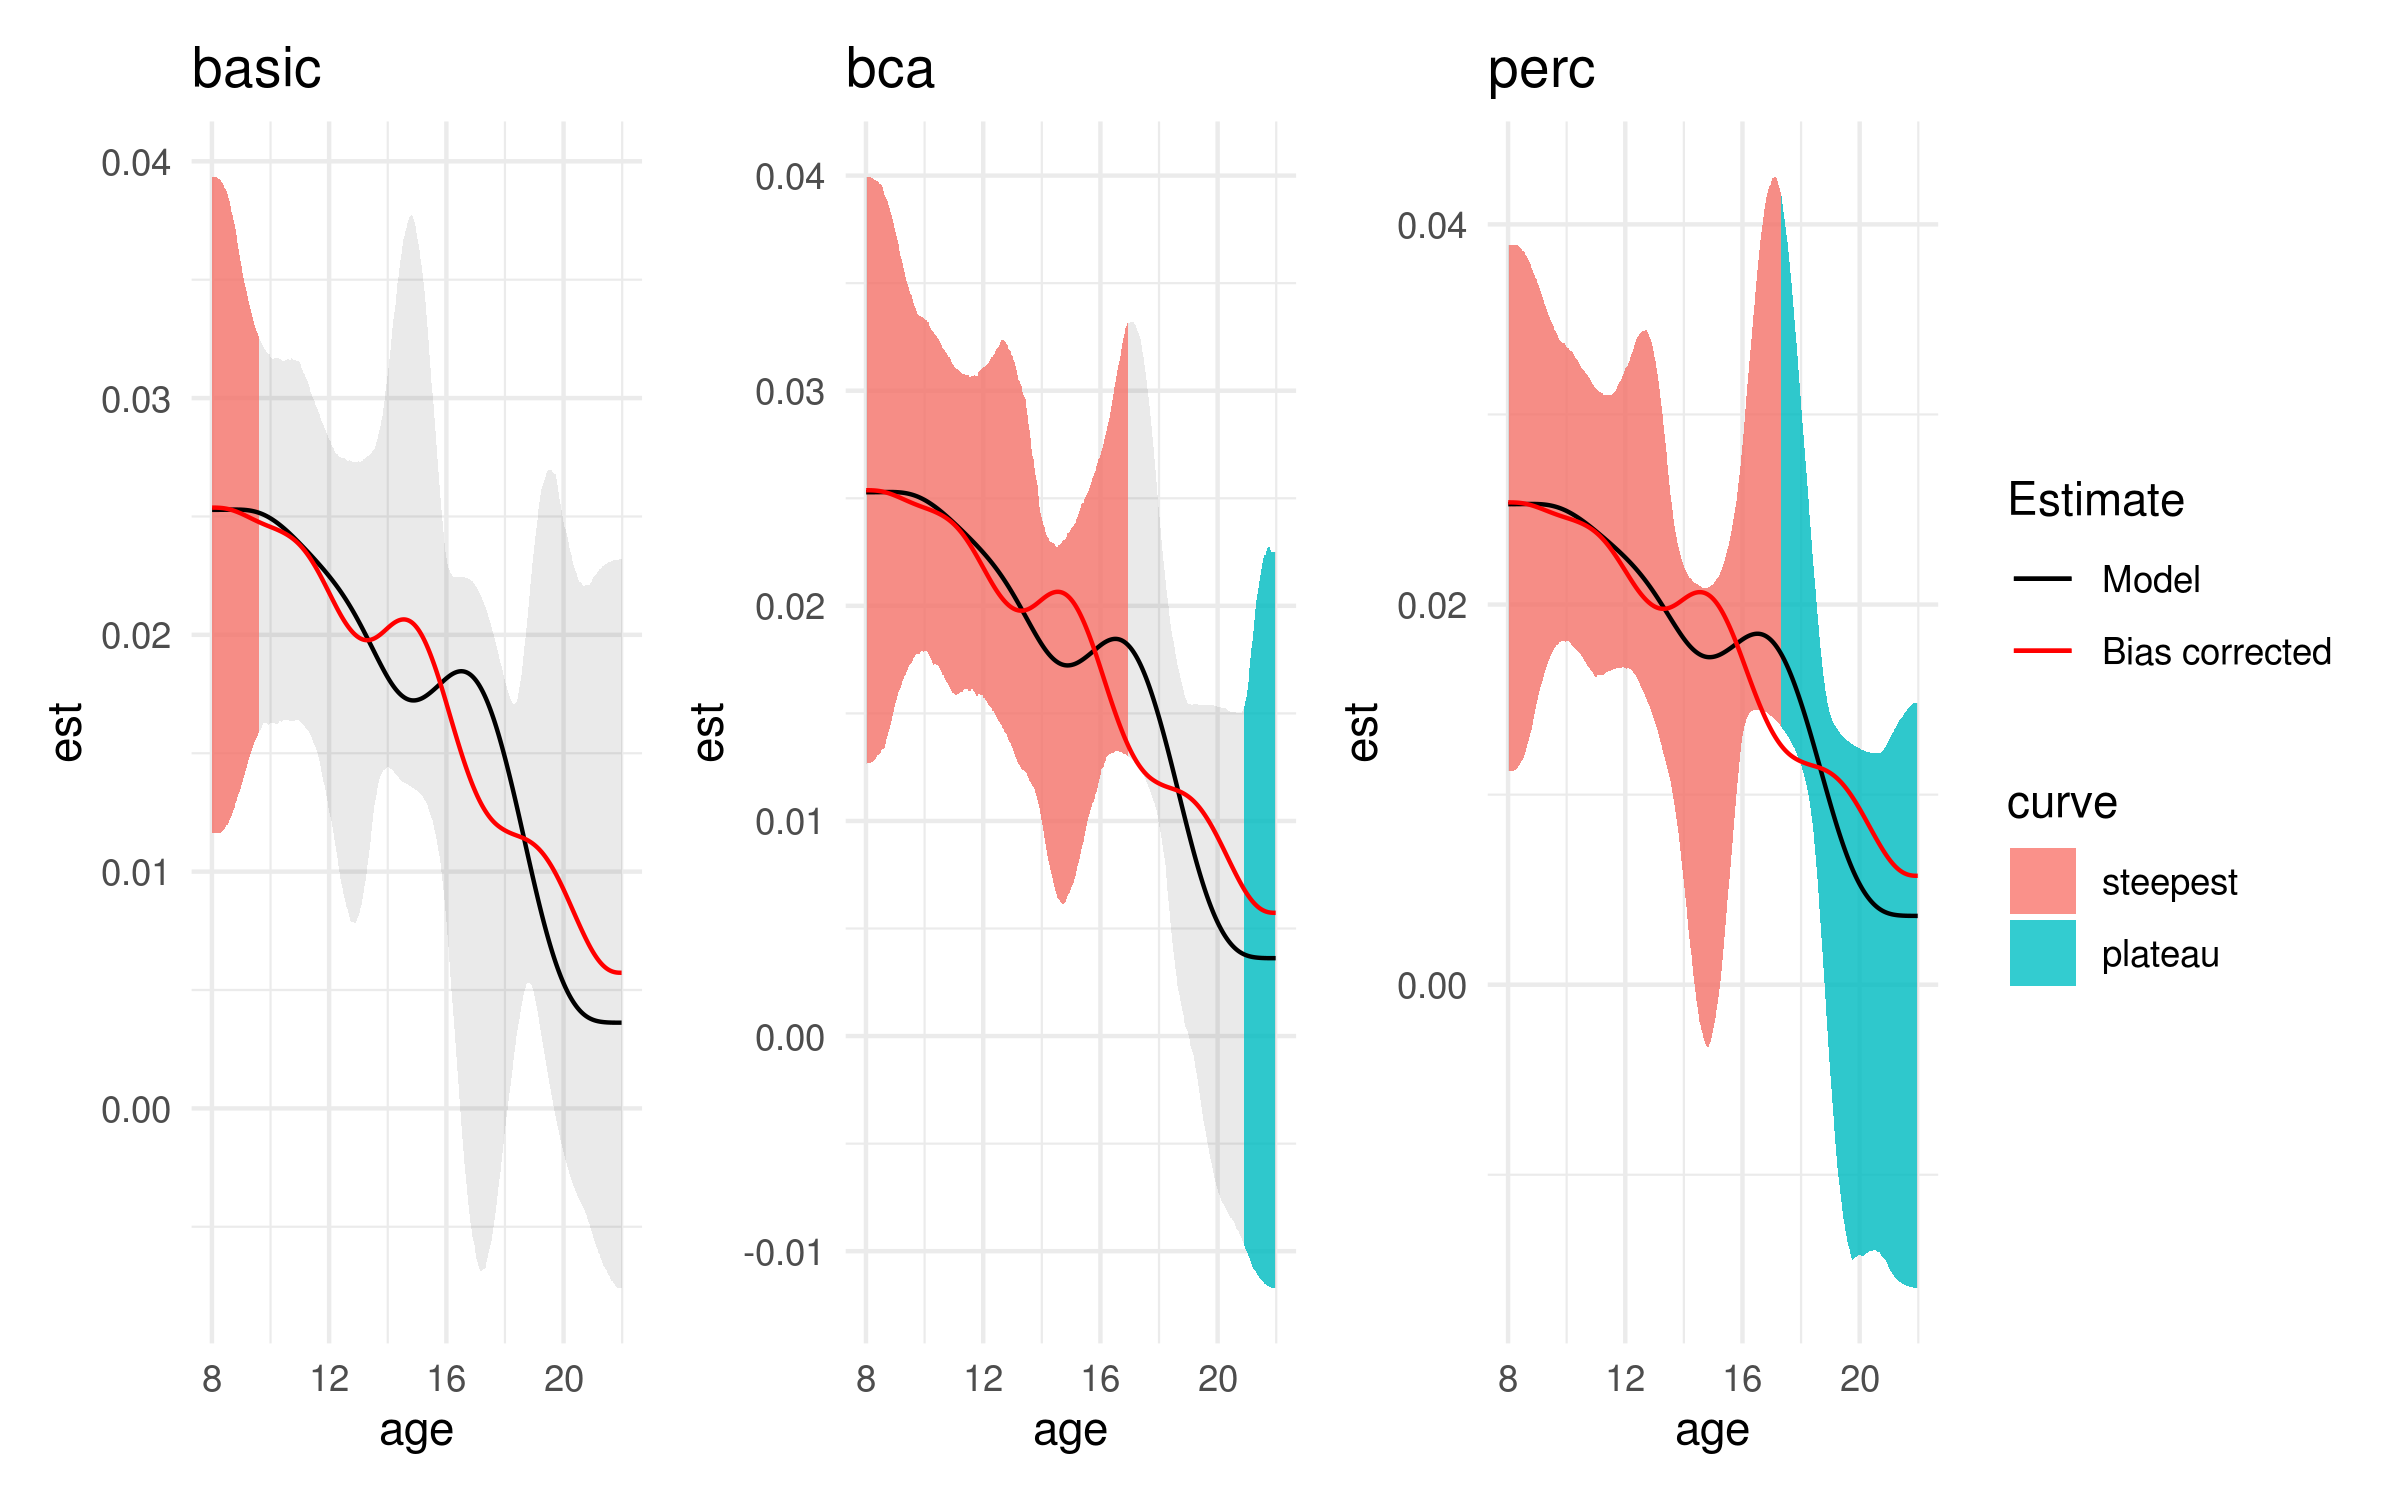 basic
0.04
0.03
0.02
0.01
0.00
est
8 12 16 20
age
bca
0.04
0.03
0.02
0.01
0.00
-0.01
est
8 12 16 20
age
perc
0.04
0.02
0.00
est
8 12 16 20
age
Estimate
Model
Bias corrected
curve
steepest
plateau